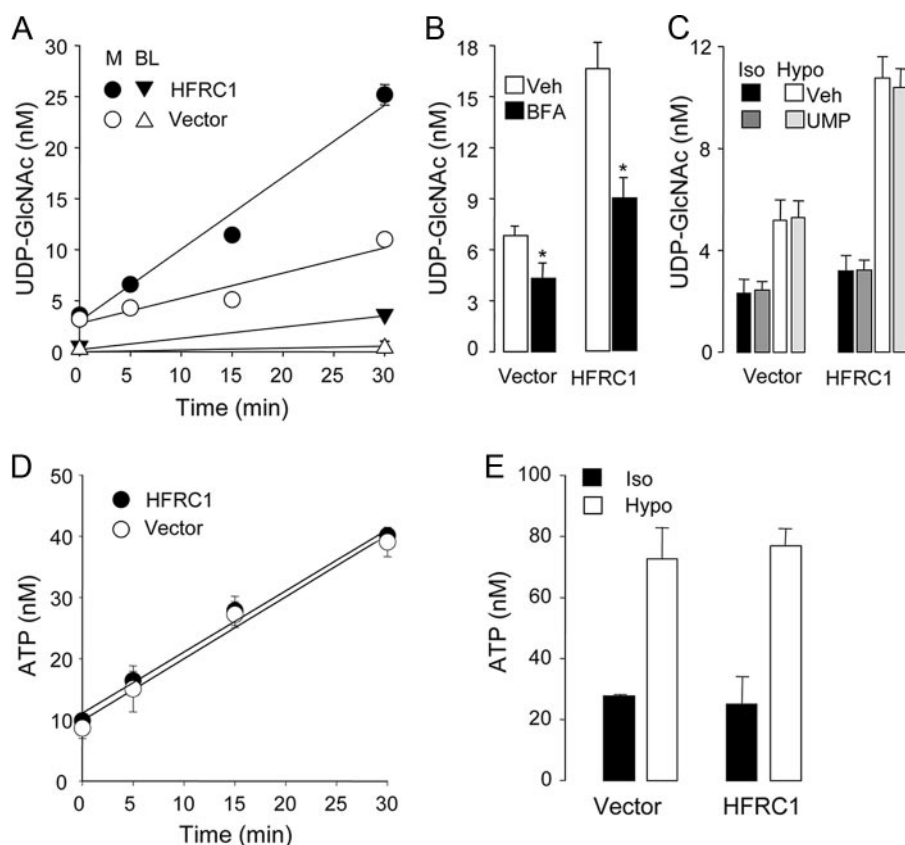 A
UDP-GlcNAc (nM)
30
25
20
15
10
5
0
M BL
HFRC1
Vector
0 5 10 15 20 25 30
Time (min)
B
UDP-GlcNAc (nM)
18
15
12
9
6
3
0
Veh
BFA
*
*
Vector HFRC1
C
UDP-GlcNAc (nM)
12
8
4
0
Iso Hypo
Veh
UMP
Vector HFRC1
D
ATP (nM)
50
40
30
20
10
0
HFRC1
Vector
0 5 10 15 20 25 30
Time (min)
E
ATP (nM)
100
80
60
40
20
0
Iso
Hypo
Vector HFRC1